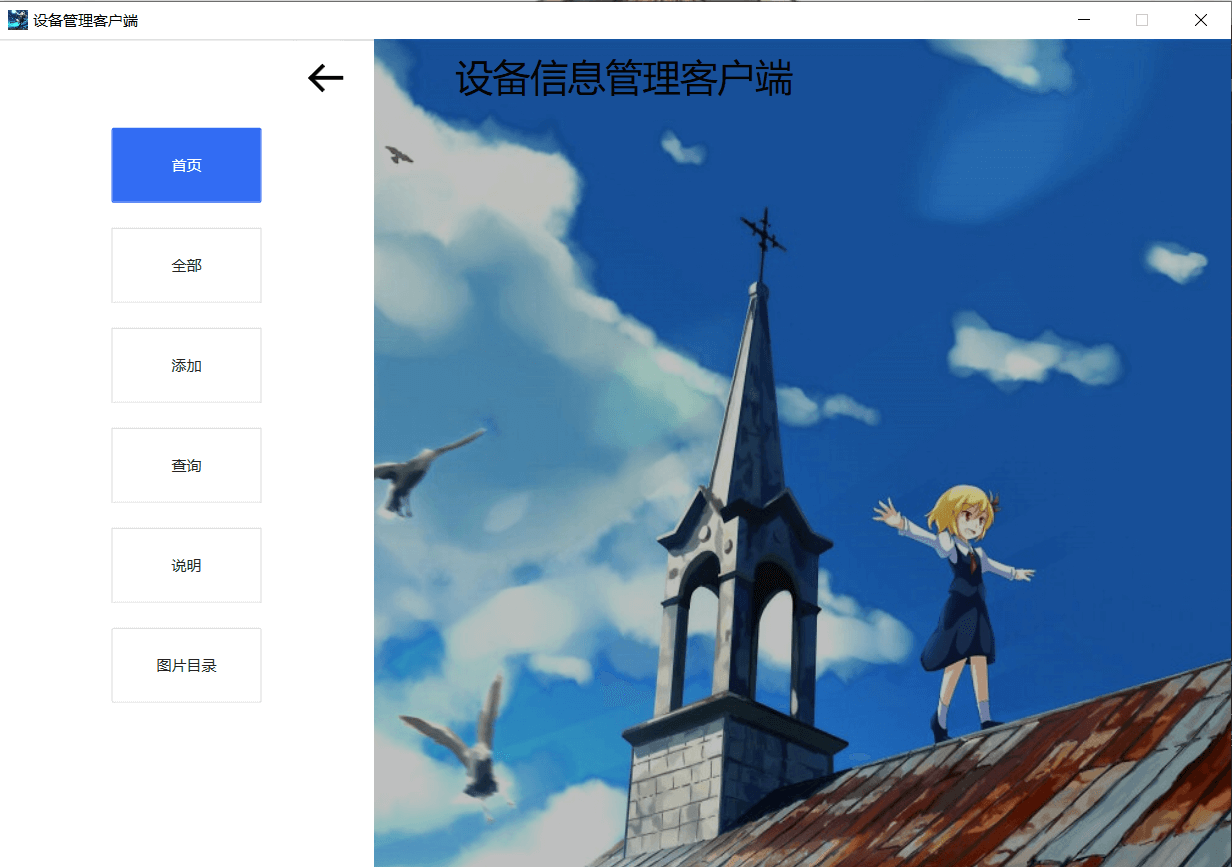 设备管理客户端
设备信息管理客户端
首页
全部
添加
查询
说明
图片目录